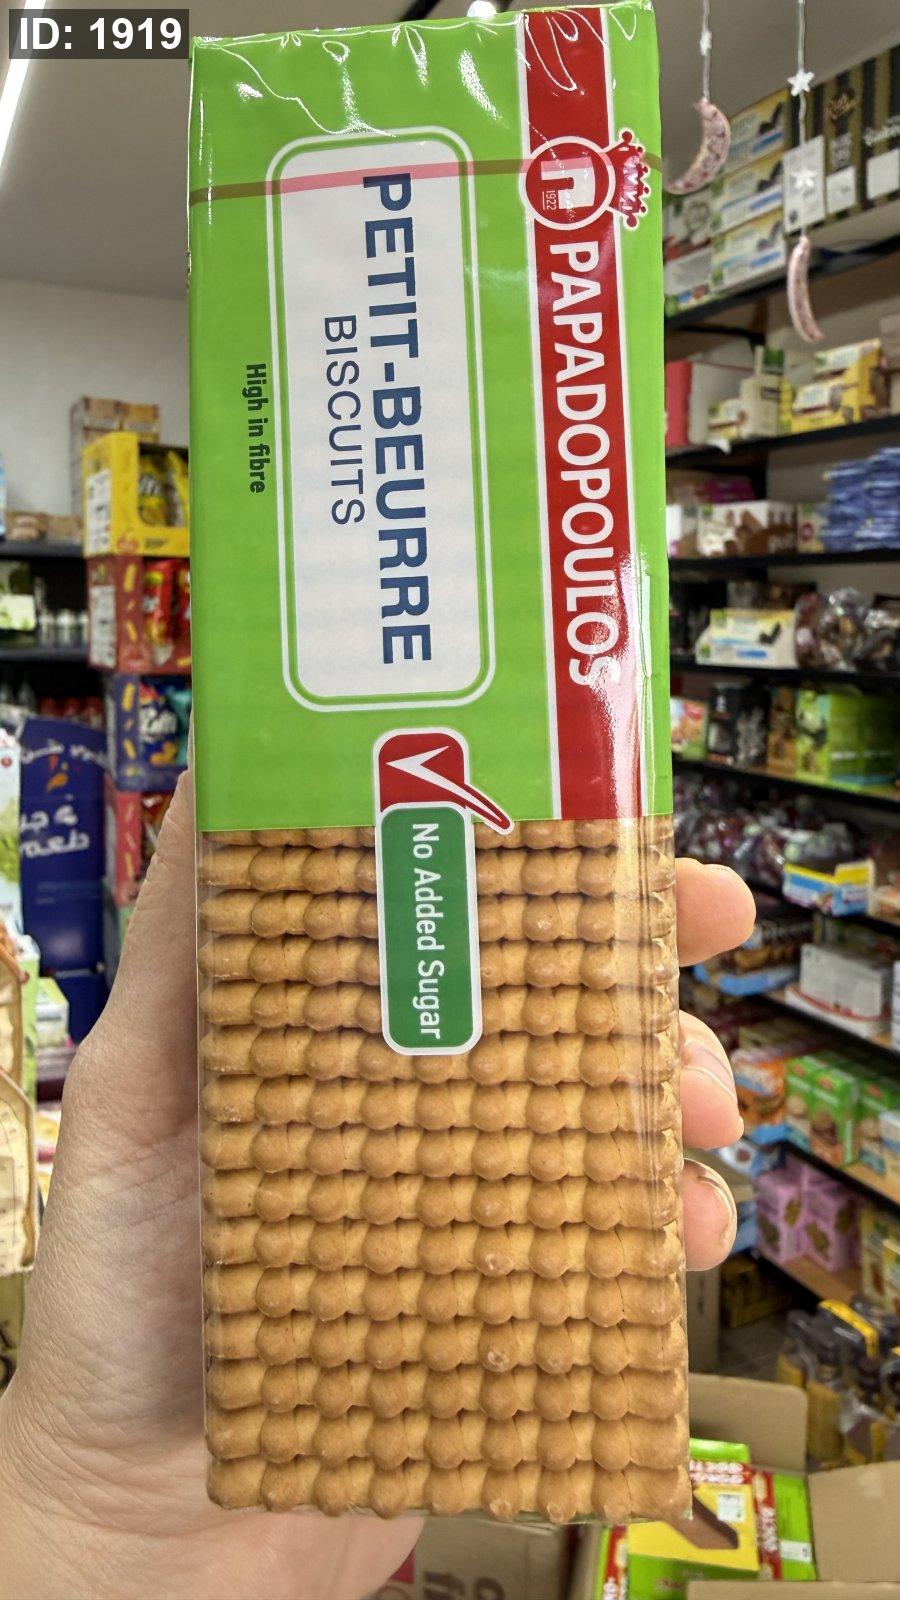 ID: 1919
1922
PAPADOPOULOS
PETIT-BEURRE
BISCUITS
High in fibre
No Added Sugar